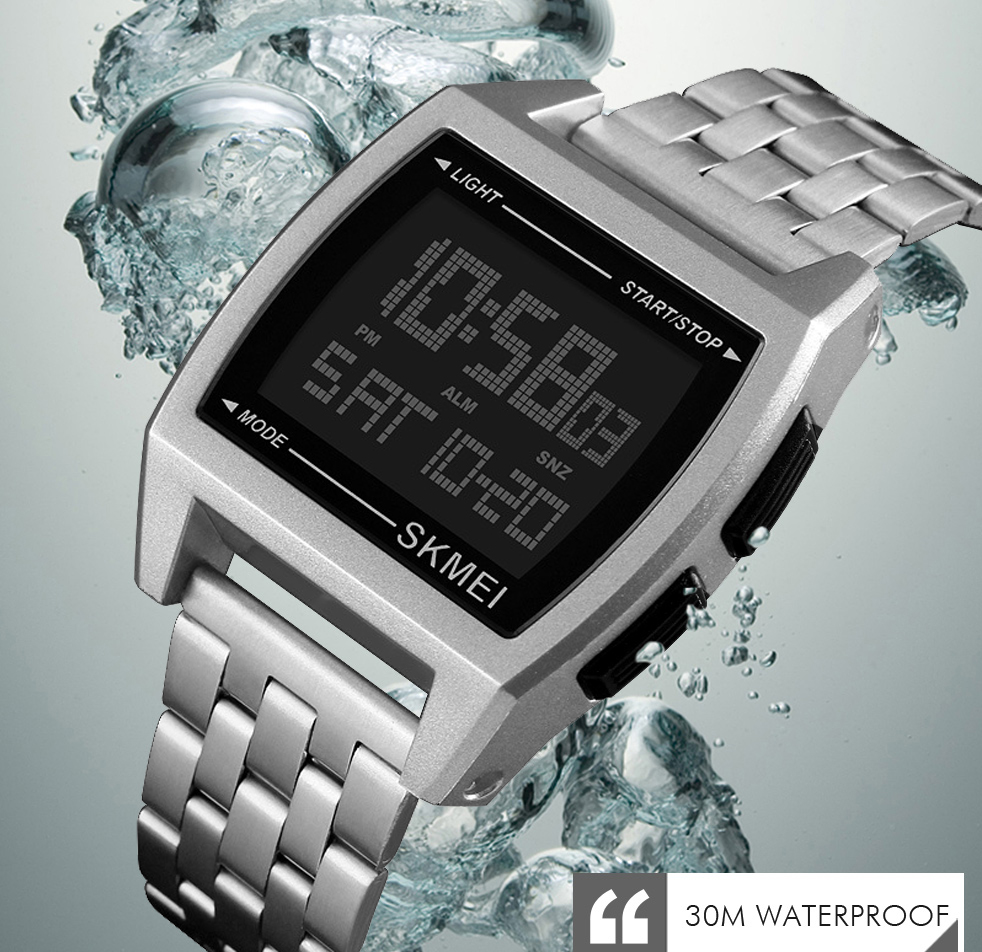 LIGHT
START/STOP
10:58 03
PM
ALM
SNZ
SAT 10-20
MODE
SKMEI
30M WATERPROOF